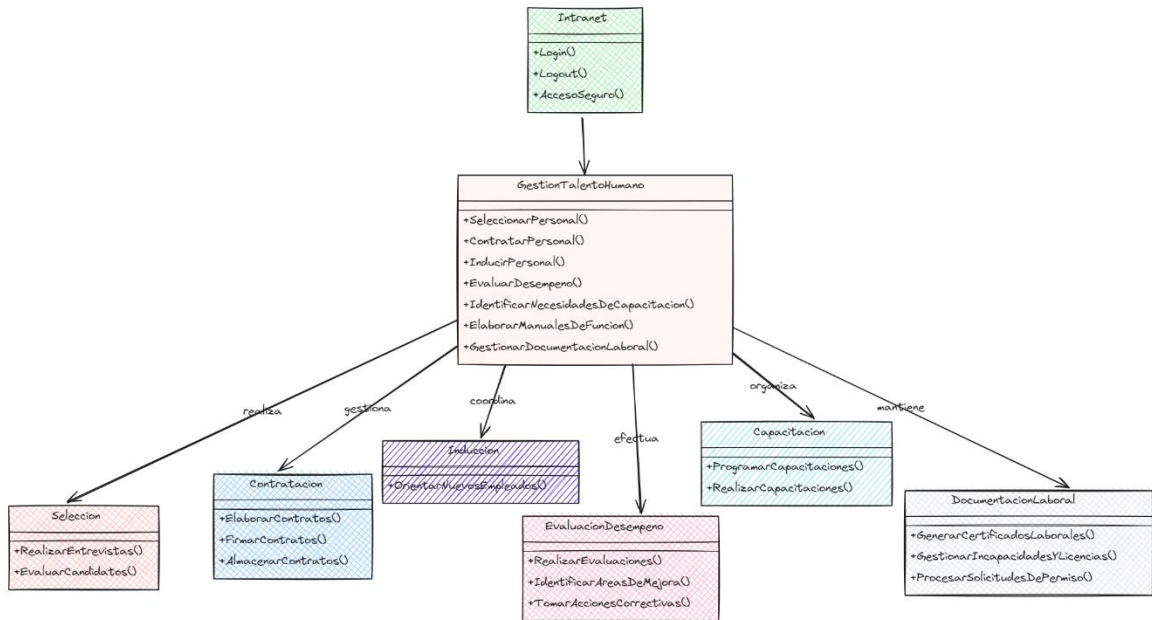 Intranet
+Login()
+Logout()
+AccesoSeguro()
GestionTalentoHumano
+SeleccionarPersonal()
+ContratarPersonal()
+InducirPersonal()
+EvaluarDesempeno()
+IdentificarNecesidadesDeCapacitacion()
+ElaborarManualesDeFuncion()
+GestionarDocumentacionLaboral()
realiza
gestiona
coordina
efectua
organiza
mantiene
Seleccion
+RealizarEntrevistas()
+EvaluarCandidatos()
Contratacion
+ElaborarContratos()
+FirmarContratos()
+AlmacenarContratos()
Induccion
+OrientarNuevosEmpleados()
EvaluacionDesempeno
+RealizarEvaluaciones()
+IdentificarAreasDeMejora()
+TomarAccionesCorrectivas()
Capacitacion
+ProgramarCapacitaciones()
+RealizarCapacitaciones()
DocumentacionLaboral
+GenerarCertificadosLaborales()
+GestionarIncapacidadesYLicencias()
+ProcesarSolicitudesDePermiso()